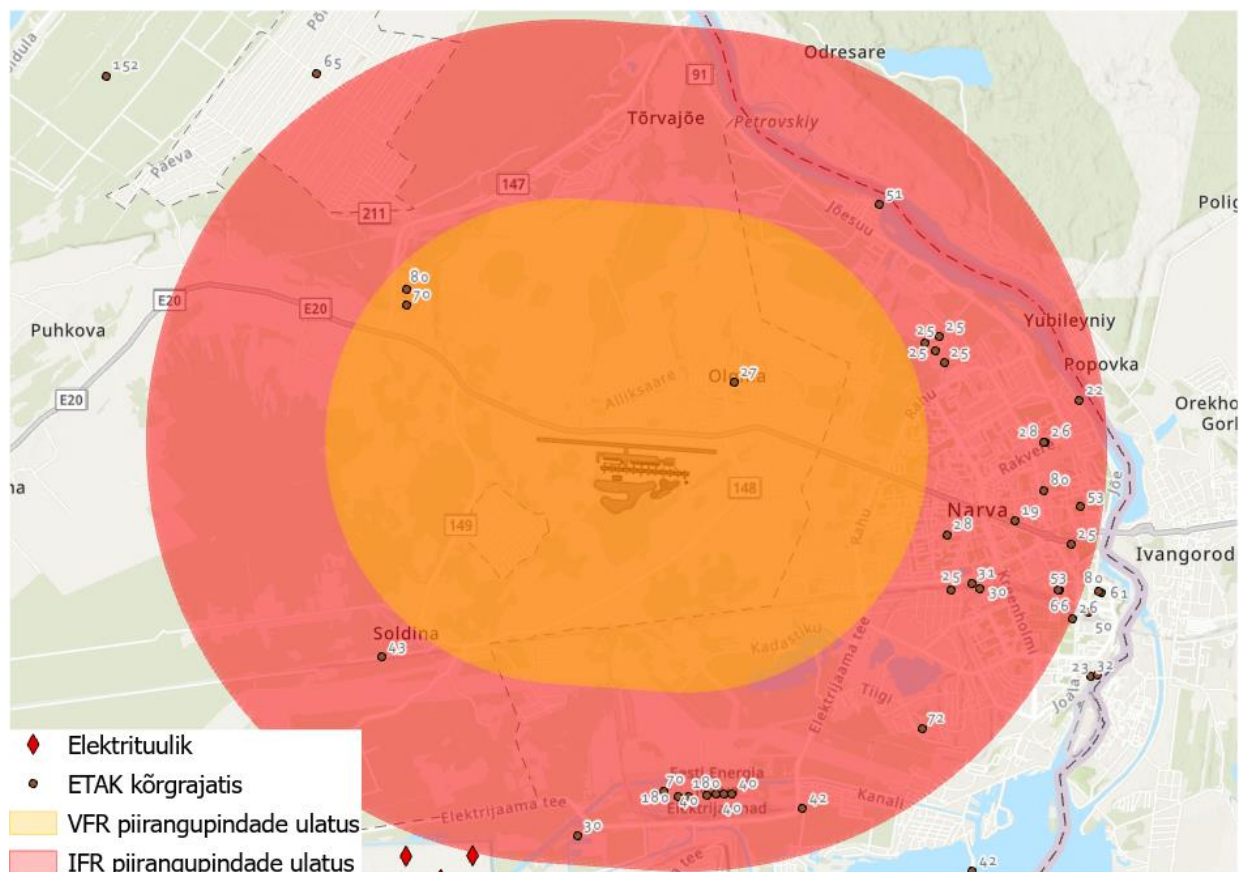 Odresare
152
65
91
Tõrvajõe
Petrovskiy
Päeva
147
51
211
Jõesuu
Polig
80
E20
E20
70
Puhkova
25
25
Yubileyniy
25
25
Popovka
27
Olgina
Alljksaare
Rahu
22
E20
Orekho
Gorl
28
26
Rakvere
na
148
80
Jõe
Narva
53
149
19
Rahu
28
25
Ivangorod
31
53
80
25
30
61
Kreenholmi
66
26
Soldina
50
Kadastiku
43
23
32
Elektrijaama tee
Joala
Tiigi
72
Elektrituulik
Eesti Energia
ETAK kõrgrajatis
70
180
40
180
40
40
Elektrijaamad
Kanali
42
Elektrijaama tee
VFR piirangupindade ulatus
30
IFR piirangupindade ulatus
tee
42